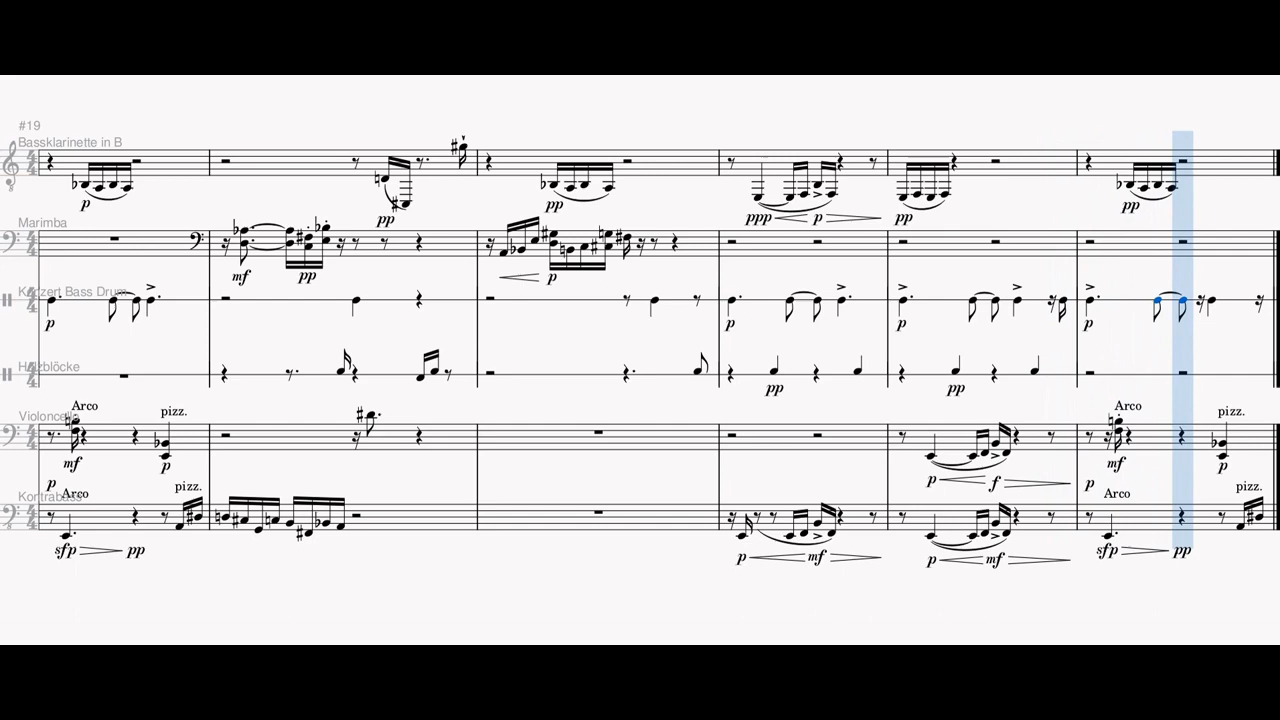 #19
Bassklarinette in B
p
pp
pp
ppp
p
pp
pp
Marimba
mf
pp
p
Konzert Bass Drum
p
p
p
p
Holzblöcke
pp
pp
Violoncello
Arco
pizz.
Arco
pizz.
mf
p
mf
p
p
f
p
p
Kontrabass
Arco
pizz.
Arco
pizz.
sfp
pp
p
mf
p
mf
sfp
pp